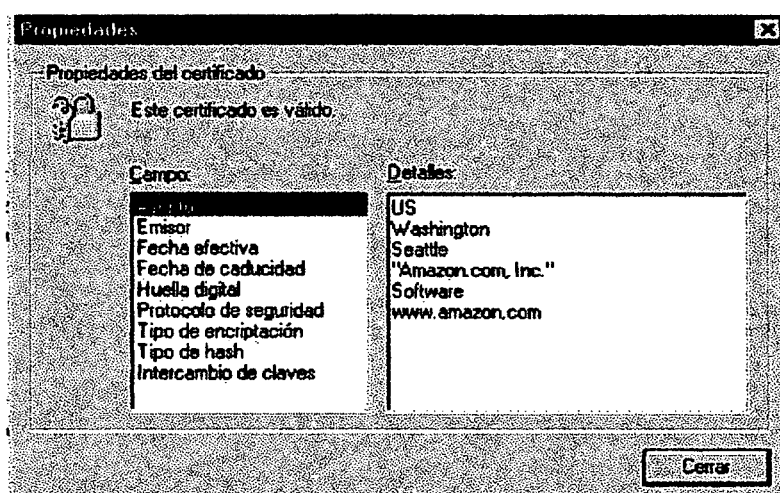 Propiedades
Propiedades del certificado
Este certificado es válido.
Campo:
Detalles:
Emisor
Fecha efectiva
Fecha de caducidad
Huella digital
Protocolo de seguridad
Tipo de encriptación
Tipo de hash
Intercambio de claves
US
Washington
Seattle
"Amazon.com, Inc."
Software
www.amazon.com
Cerrar